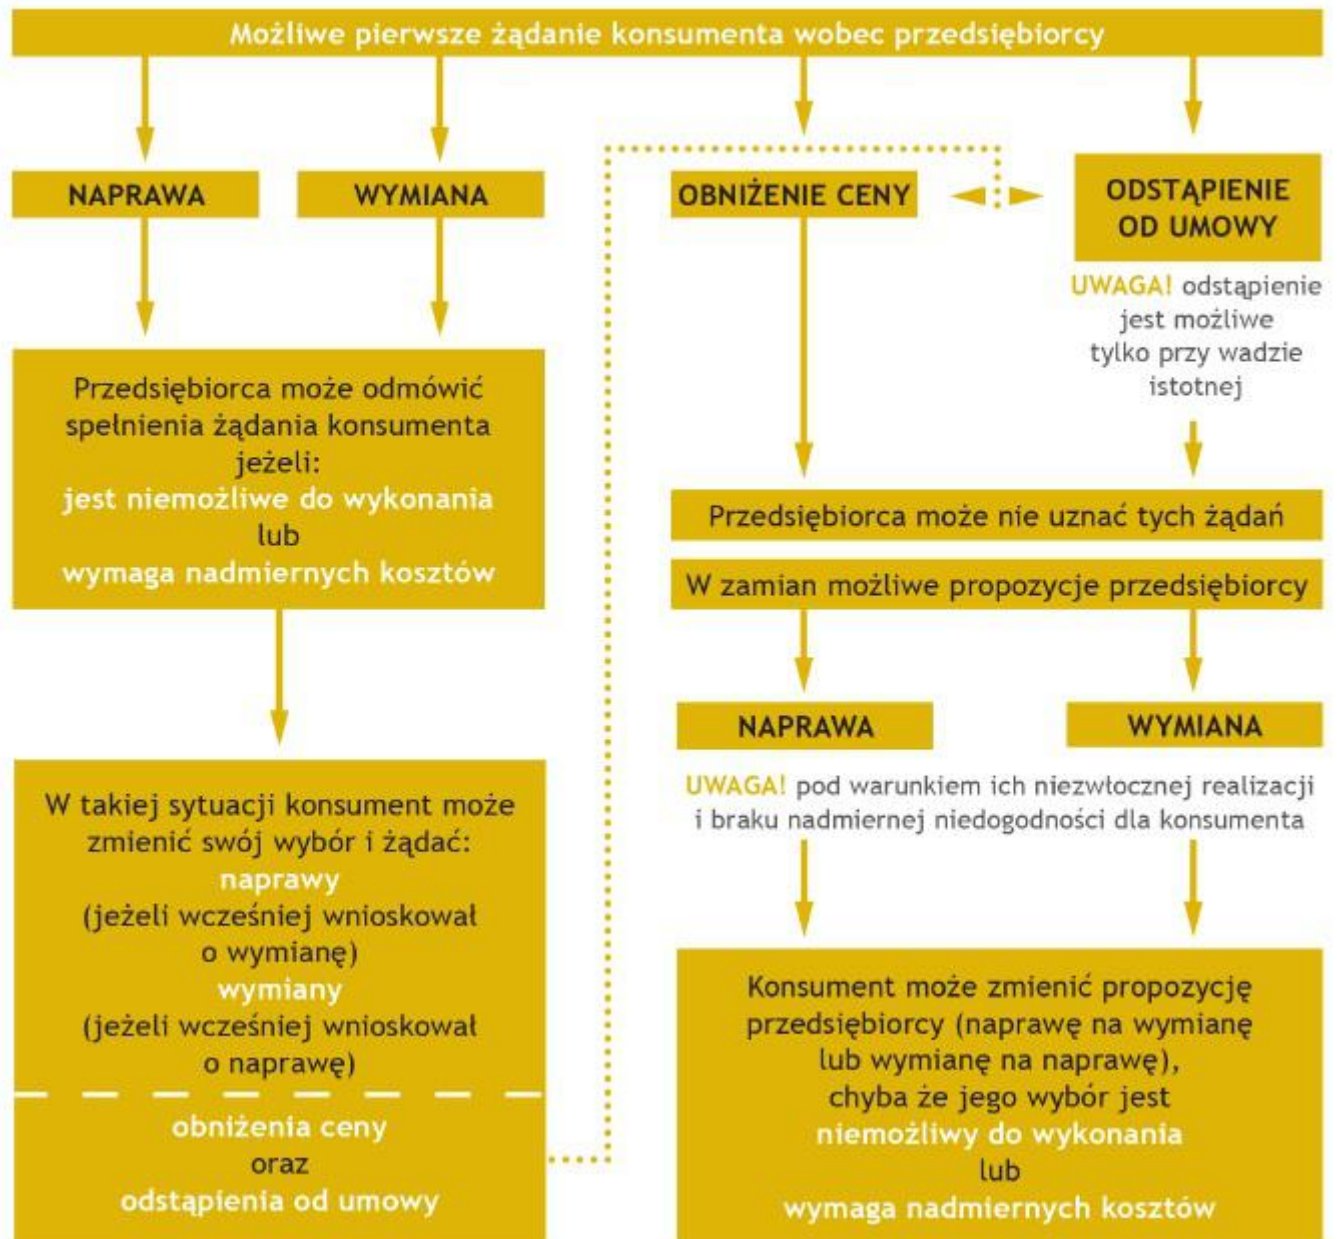 Możliwe pierwsze żądanie konsumenta wobec przedsiębiorcy
NAPRAWA
WYMIANA
OBNIŻENIE CENY
ODSTĄPIENIE
OD UMOWY
UWAGA! odstąpienie
jest możliwe
tylko przy wadzie
istotnej
Przedsiębiorca może odmówić
spełnienia żądania konsumenta
jeżeli:
jest niemożliwe do wykonania
lub
wymaga nadmiernych kosztów
Przedsiębiorca może nie uznać tych żądań
W zamian możliwe propozycje przedsiębiorcy
NAPRAWA
WYMIANA
UWAGA! pod warunkiem ich niezwłocznej realizacji
i braku nadmiernej niedogodności dla konsumenta
W takiej sytuacji konsument może
zmienić swój wybór i żądać:
naprawy
(jeżeli wcześniej wnioskował
o wymianę)
wymiany
(jeżeli wcześniej wnioskował
o naprawę)
obniżenia ceny
oraz
odstąpienia od umowy
Konsument może zmienić propozycję
przedsiębiorcy (naprawę na wymianę
lub wymianę na naprawę),
chyba że jego wybór jest
niemożliwy do wykonania
lub
wymaga nadmiernych kosztów